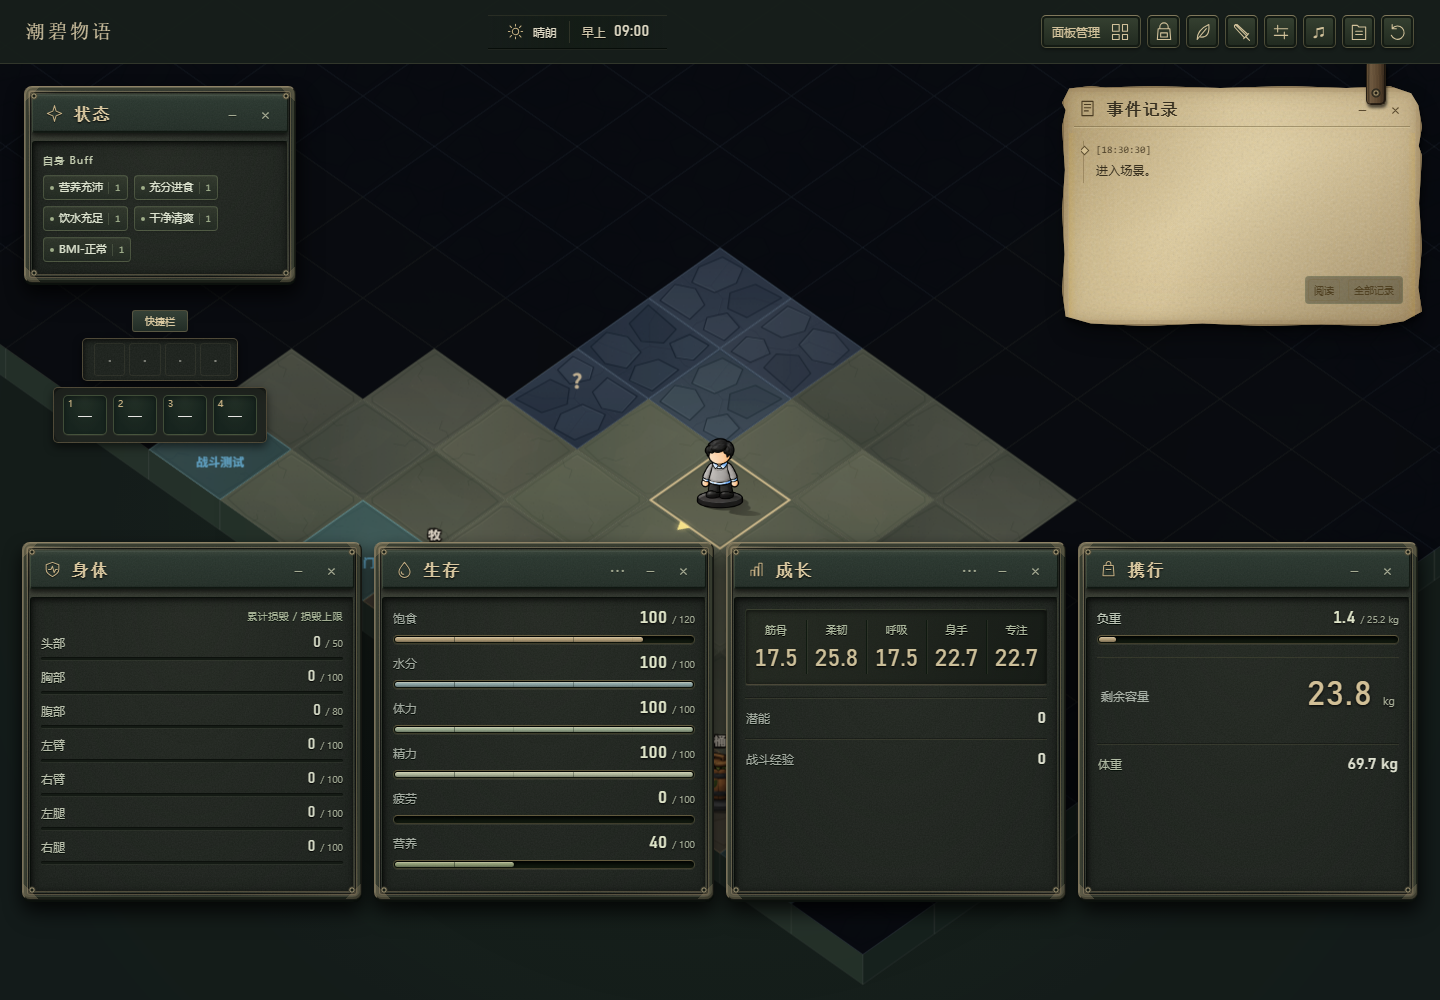 潮碧物语
晴朗 早上 09:00
面板管理
状态
自身 Buff
营养充沛 1
充分进食 1
饮水充足 1
干净清爽 1
BMI-正常 1
事件记录
[18:30:30]
进入场景。
阅读 全部记录
快捷栏
1 2 3 4
?
战斗测试
牧
身体
累计损毁 / 损毁上限
头部 0 / 50
胸部 0 / 100
腹部 0 / 80
左臂 0 / 100
右臂 0 / 100
左腿 0 / 100
右腿 0 / 100
生存
饱食 100 / 120
水分 100 / 100
体力 100 / 100
精力 100 / 100
疲劳 0 / 100
营养 40 / 100
桶
成长
筋骨 柔韧 呼吸 身手 专注
17.5 25.8 17.5 22.7 22.7
潜能 0
战斗经验 0
携行
负重 1.4 / 25.2 kg
剩余容量 23.8 kg
体重 69.7 kg